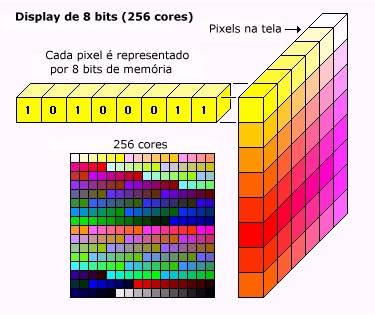 Display de 8 bits (256 cores)
Pixels na tela
Cada pixel é representado
por 8 bits de memória
1 0 1 0 0 0 1 1
256 cores